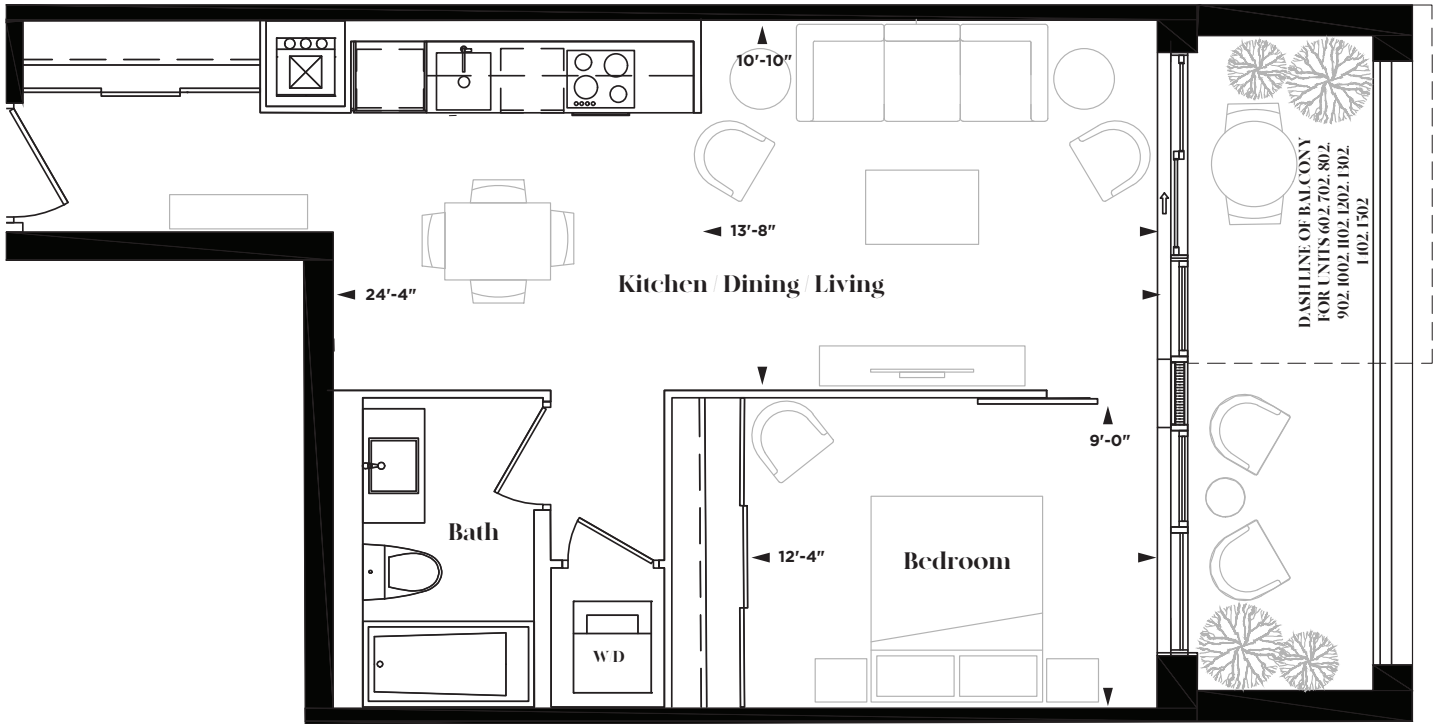 10'-10"
13'-8"
Kitchen / Dining / Living
24'-4"
DASH LINE OF BALCONY
FOR UNITS 602, 702, 802,
902, 1002, 1102, 1202, 1302,
1402, 1502
9'-0"
Bath
12'-4"
Bedroom
W/D